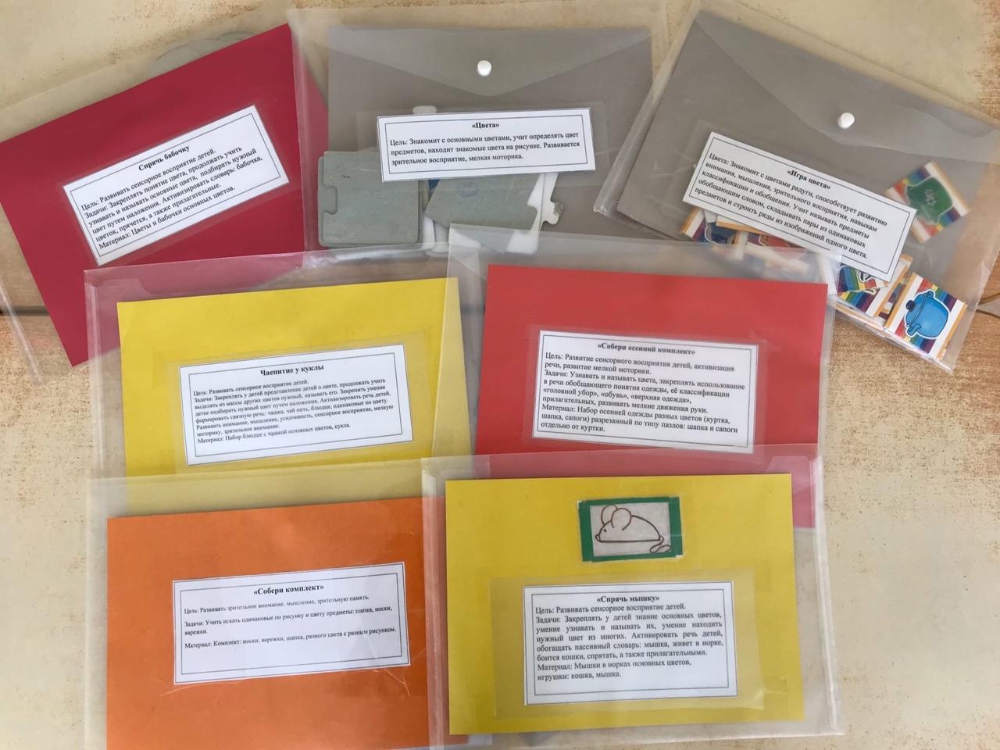 Спрячь бабочку
Цель: Развивать сенсорное восприятие детей.
Задачи: Закреплять понятие цвета, продолжать учить
узнавать и называть основные цвета, подбирать нужный
цвет путем наложения. Активизировать словарь: бабочка,
цветок, прячется, а также прилагательные.
Материал: Цветы и бабочки основных цветов.
«Цвета»
Цель: Знакомит с основными цветами, учит определять цвет
предметов, находит знакомые цвета на рисунке. Развивается
зрительное восприятие, мелкая моторика.
«Игра цвета»
Цвета: Знакомит с цветами радуги, способствует развитию
внимания, мышления, зрительного восприятия, навыкам
классификации и обобщения. Учит называть предметы
обобщающим словом, складывать пары из одинаковых
предметов и строить ряды из изображений одного цвета.
Чаепитие у куклы
Цель: Развивать сенсорное восприятие детей.
Задачи: Закреплять у детей представление детей о цвете, продолжать учить
выделять из массы других цветов нужный, называть его. Закрепить умение
детке подбирать нужный цвет путем наложения, Активизировать речь детей,
формировать связную речь: чашка, чай пить, блюдце, одинаковые по цвету.
Развивать внимание, мышление, усидчивость, сенсорное восприятие, мелкую
моторику, зрительное внимание.
Материал: Набор блюдце с чашкой основных цветов, кукла.
«Собери осенний комплект»
Цель: Развитие сенсорного восприятия детей, активизация
речи, развитие мелкой моторики.
Задачи: Узнавать и называть цвета, закреплять использование
в речи обобщающего понятия одежды, её классификации
«головной убор», «обувь», «верхняя одежда»,
прилагательных, развивать мелкие движения руки.
Материал: Набор осенней одежды разных цветов (куртка,
шапка, сапоги) разрезанный по типу пазлов: шапка и сапоги
отдельно от куртки.
«Собери комплект»
Цель: Развивать зрительное внимание, мышление, зрительную память.
Задачи: Учить искать одинаковые по рисунку и цвету предметы: шапка, носки,
варежки.
Материал: Комплект: носки, варежки, шапка, разного цвета с разным рисунком.
«Спрячь мышку»
Цель: Развивать сенсорное восприятие детей.
Задачи: Закреплять у детей знание основных цветов,
умение узнавать и называть их, умение находить
нужный цвет из многих. Активировать речь детей,
обогащать пассивный словарь: мышка, живет в норке,
боится кошки, спрятать, а также прилагательными.
Материал: Мышки в норках основных цветов,
игрушки: кошка, мышка.